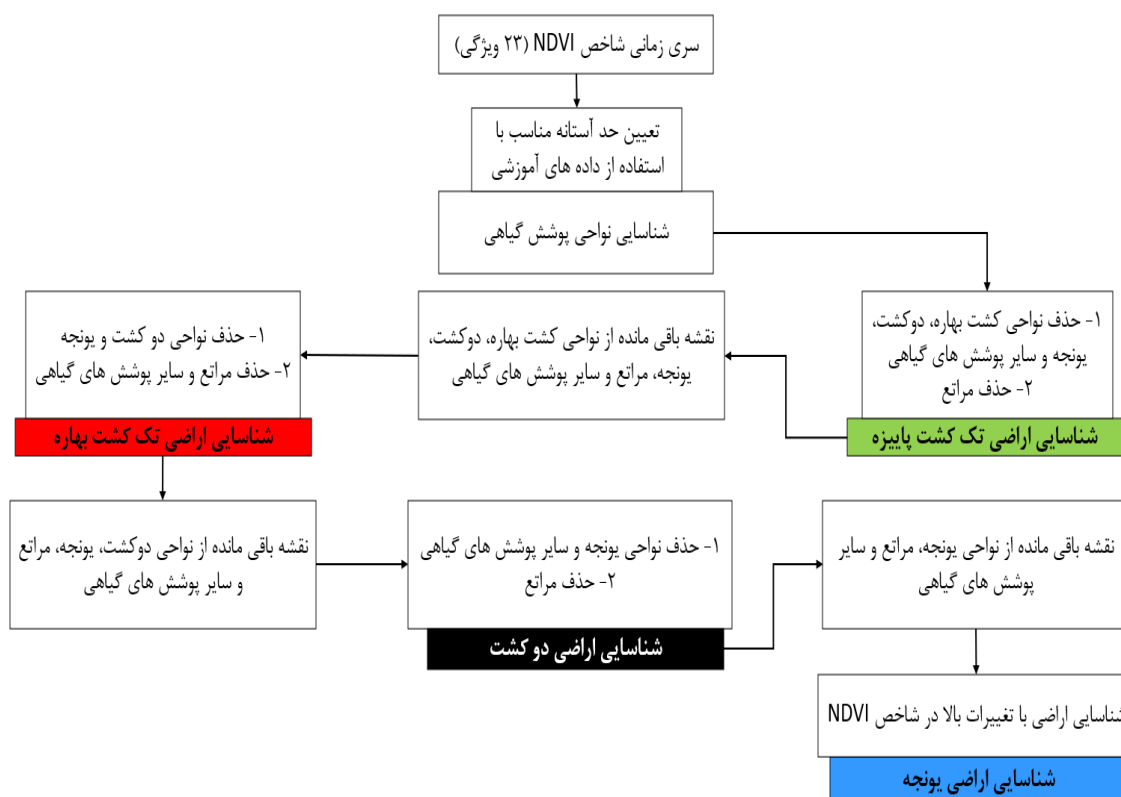 سری زمانی شاخص NDVI (۲۳ ویژگی)
تعیین حد آستانه مناسب با
استفاده از داده های آموزشی
شناسایی نواحی پوشش گیاهی
۱- حذف نواحی کشت بهاره، دوکشت،
یونجه و سایر پوشش های گیاهی
۲- حذف مراتع
شناسایی اراضی تک کشت پاییزه
نقشه باقی مانده از نواحی کشت بهاره، دوکشت،
یونجه، مراتع و سایر پوشش های گیاهی
۱- حذف نواحی دو کشت و یونجه
۲- حذف مراتع و سایر پوشش های گیاهی
شناسایی اراضی تک کشت بهاره
نقشه باقی مانده از نواحی دوکشت، یونجه، مراتع
و سایر پوشش های گیاهی
۱- حذف نواحی یونجه و سایر پوشش های گیاهی
۲- حذف مراتع
شناسایی اراضی دو کشت
نقشه باقی مانده از نواحی یونجه، مراتع و سایر
پوشش های گیاهی
شناسایی اراضی با تغییرات بالا در شاخص NDVI
شناسایی اراضی یونجه